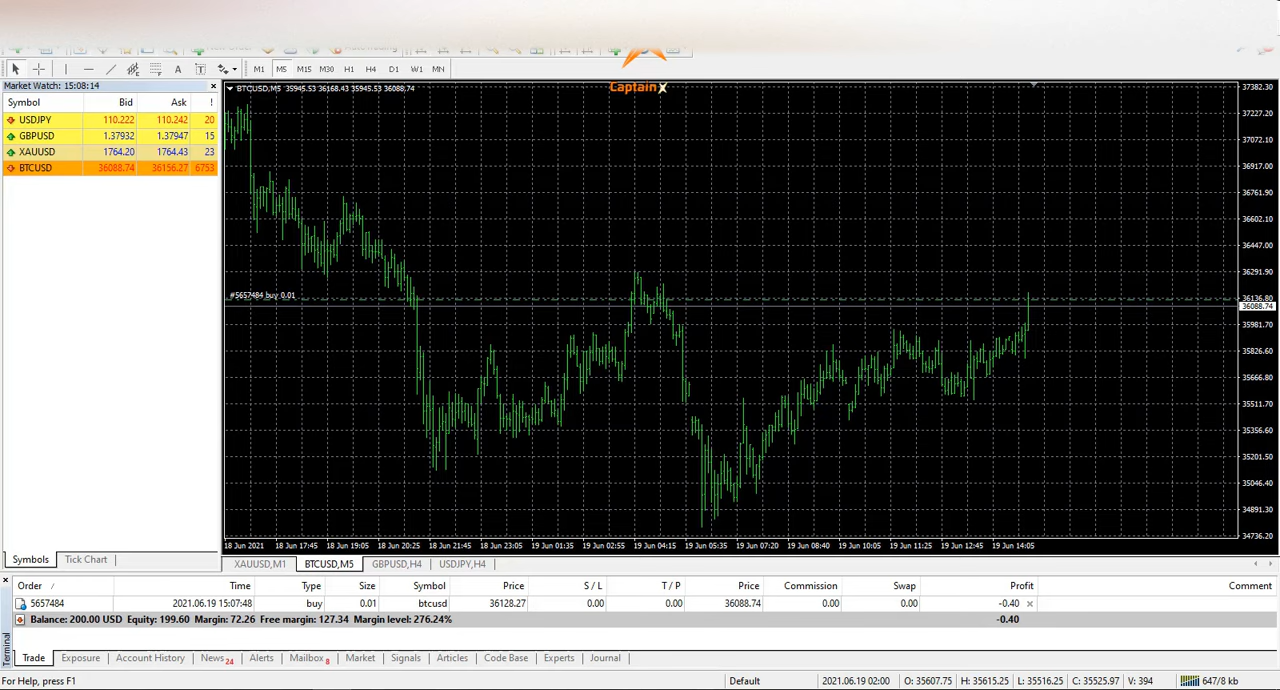 M1 M5 M15 M30 H1 H4 D1 W1 MN
Market Watch: 15:08:14
Symbol Bid Ask !
USDJPY 110.222 110.242 20
GBPUSD 1.37932 1.37947 15
XAUUSD 1764.20 1764.43 23
BTCUSD 36088.74 36156.27 6753
Symbols Tick Chart
BTCUSD,M5 35945.53 36168.43 35945.53 36088.74
CaptainX
#5657484 buy 0.01
37382.30
37227.20
37072.10
36917.00
36761.90
36602.10
36447.00
36291.90
36136.80
36088.74
35981.70
35826.60
35666.80
35511.70
35356.60
35201.50
35046.40
34891.30
34736.20
18 Jun 2021 18 Jun 17:45 18 Jun 19:05 18 Jun 20:25 18 Jun 21:45 18 Jun 23:05 19 Jun 01:35 19 Jun 02:55 19 Jun 04:15 19 Jun 05:35 19 Jun 07:20 19 Jun 08:40 19 Jun 10:05 19 Jun 11:25 19 Jun 12:45 19 Jun 14:05
XAUUSD,M1 BTCUSD,M5 GBPUSD,H4 USDJPY,H4
Order / Time Type Size Symbol Price S / L T / P Price Commission Swap Profit Comment
5657484 2021.06.19 15:07:48 buy 0.01 btcusd 36128.27 0.00 0.00 36088.74 0.00 0.00 -0.40
Balance: 200.00 USD Equity: 199.60 Margin: 72.26 Free margin: 127.34 Margin level: 276.24% -0.40
Terminal
Trade Exposure Account History News 24 Alerts Mailbox 8 Market Signals Articles Code Base Experts Journal
For Help, press F1 Default 2021.06.19 02:00 O: 35607.75 H: 35615.25 L: 35516.25 C: 35525.97 V: 394 647/8 kb